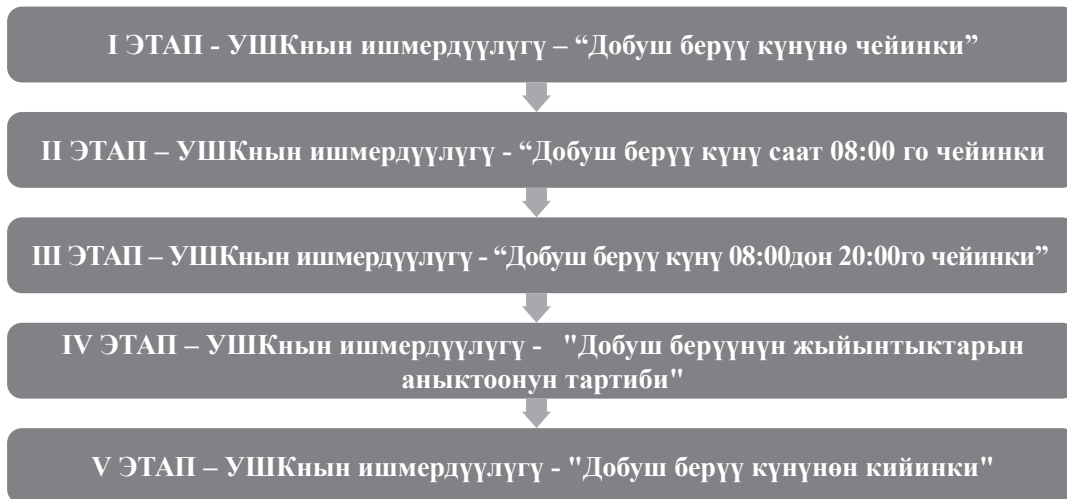 I ЭТАП - УШКнын ишмердүүлүгү – “Добуш берүү күнүнө чейинки”
II ЭТАП – УШКнын ишмердүүлүгү - “Добуш берүү күнү саат 08:00 го чейинки
III ЭТАП – УШКнын ишмердүүлүгү - “Добуш берүү күнү 08:00дон 20:00го чейинки”
IV ЭТАП – УШКнын ишмердүүлүгү - "Добуш берүүнүн жыйынтыктарын
аныктоонун тартиби"
V ЭТАП – УШКнын ишмердүүлүгү - "Добуш берүү күнүнөн кийинки"